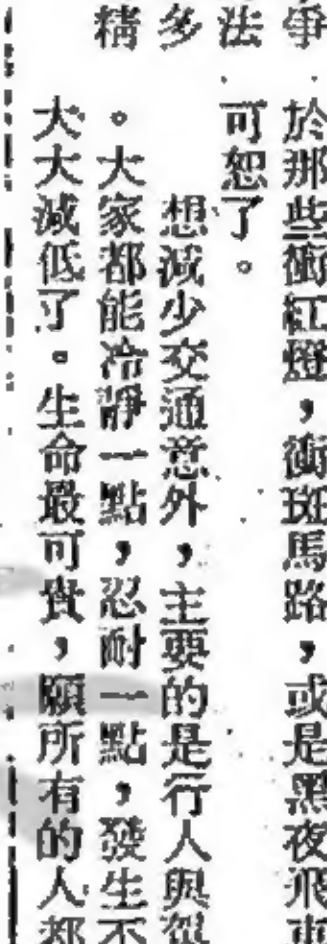 爭
於那些衝紅燈，衝斑馬路，或是黑夜飛車
法
可恕了。
多
想減少交通意外，主要的是行人與駕
精
。大家都能冷靜一點，忍耐一點，發生不
大大減低了。生命最可貴，願所有的人都